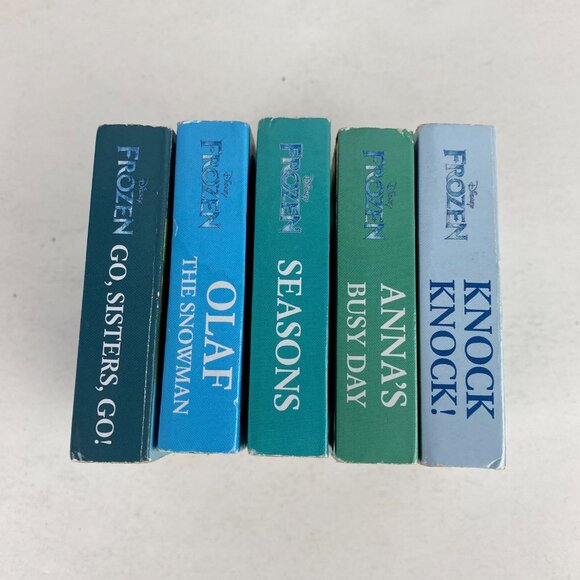 Disney
FROZEN
GO, SISTERS, GO!
Disney
FROZEN
OLAF
THE SNOWMAN
Disney
FROZEN
SEASONS
Disney
FROZEN
ANNA'S
BUSY DAY
Disney
FROZEN
KNOCK
KNOCK!